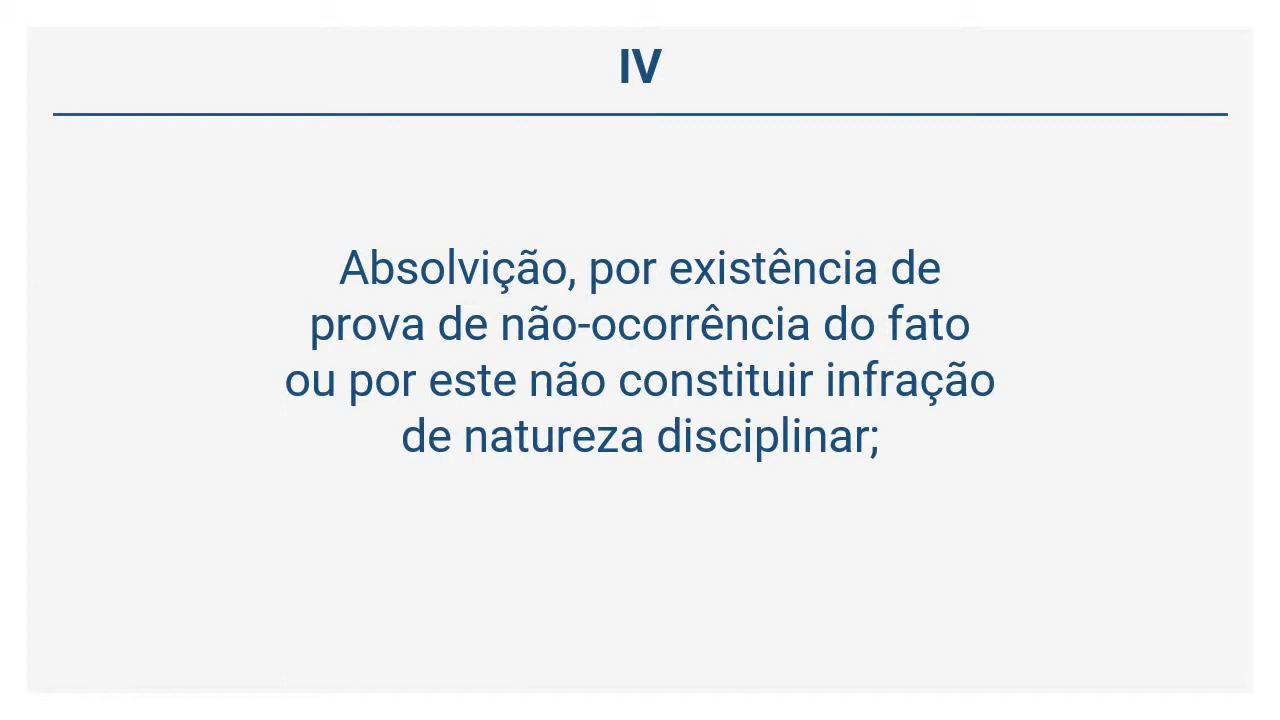 IV
Absolvição, por existência de
prova de não-ocorrência do fato
ou por este não constituir infração
de natureza disciplinar;